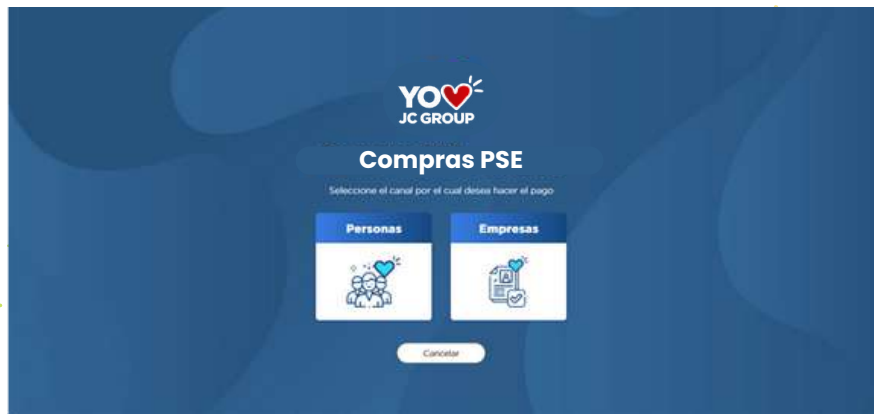 YO
JC GROUP
Compras PSE
Seleccione el canal por el cual desea hacer el pago
Personas
Empresas
Cancelar